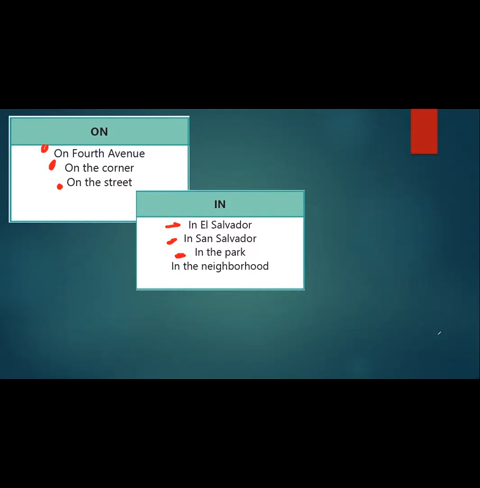 ON
On Fourth Avenue
On the corner
On the street
IN
In El Salvador
In San Salvador
In the park
In the neighborhood